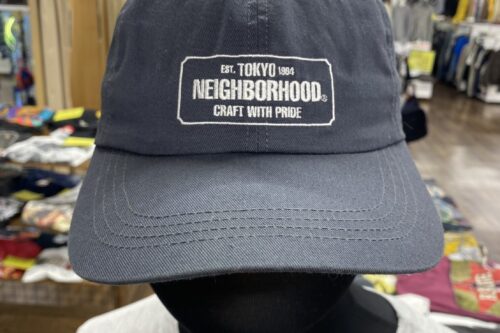 EST. TOKYO 1994
NEIGHBORHOOD®
CRAFT WITH PRIDE